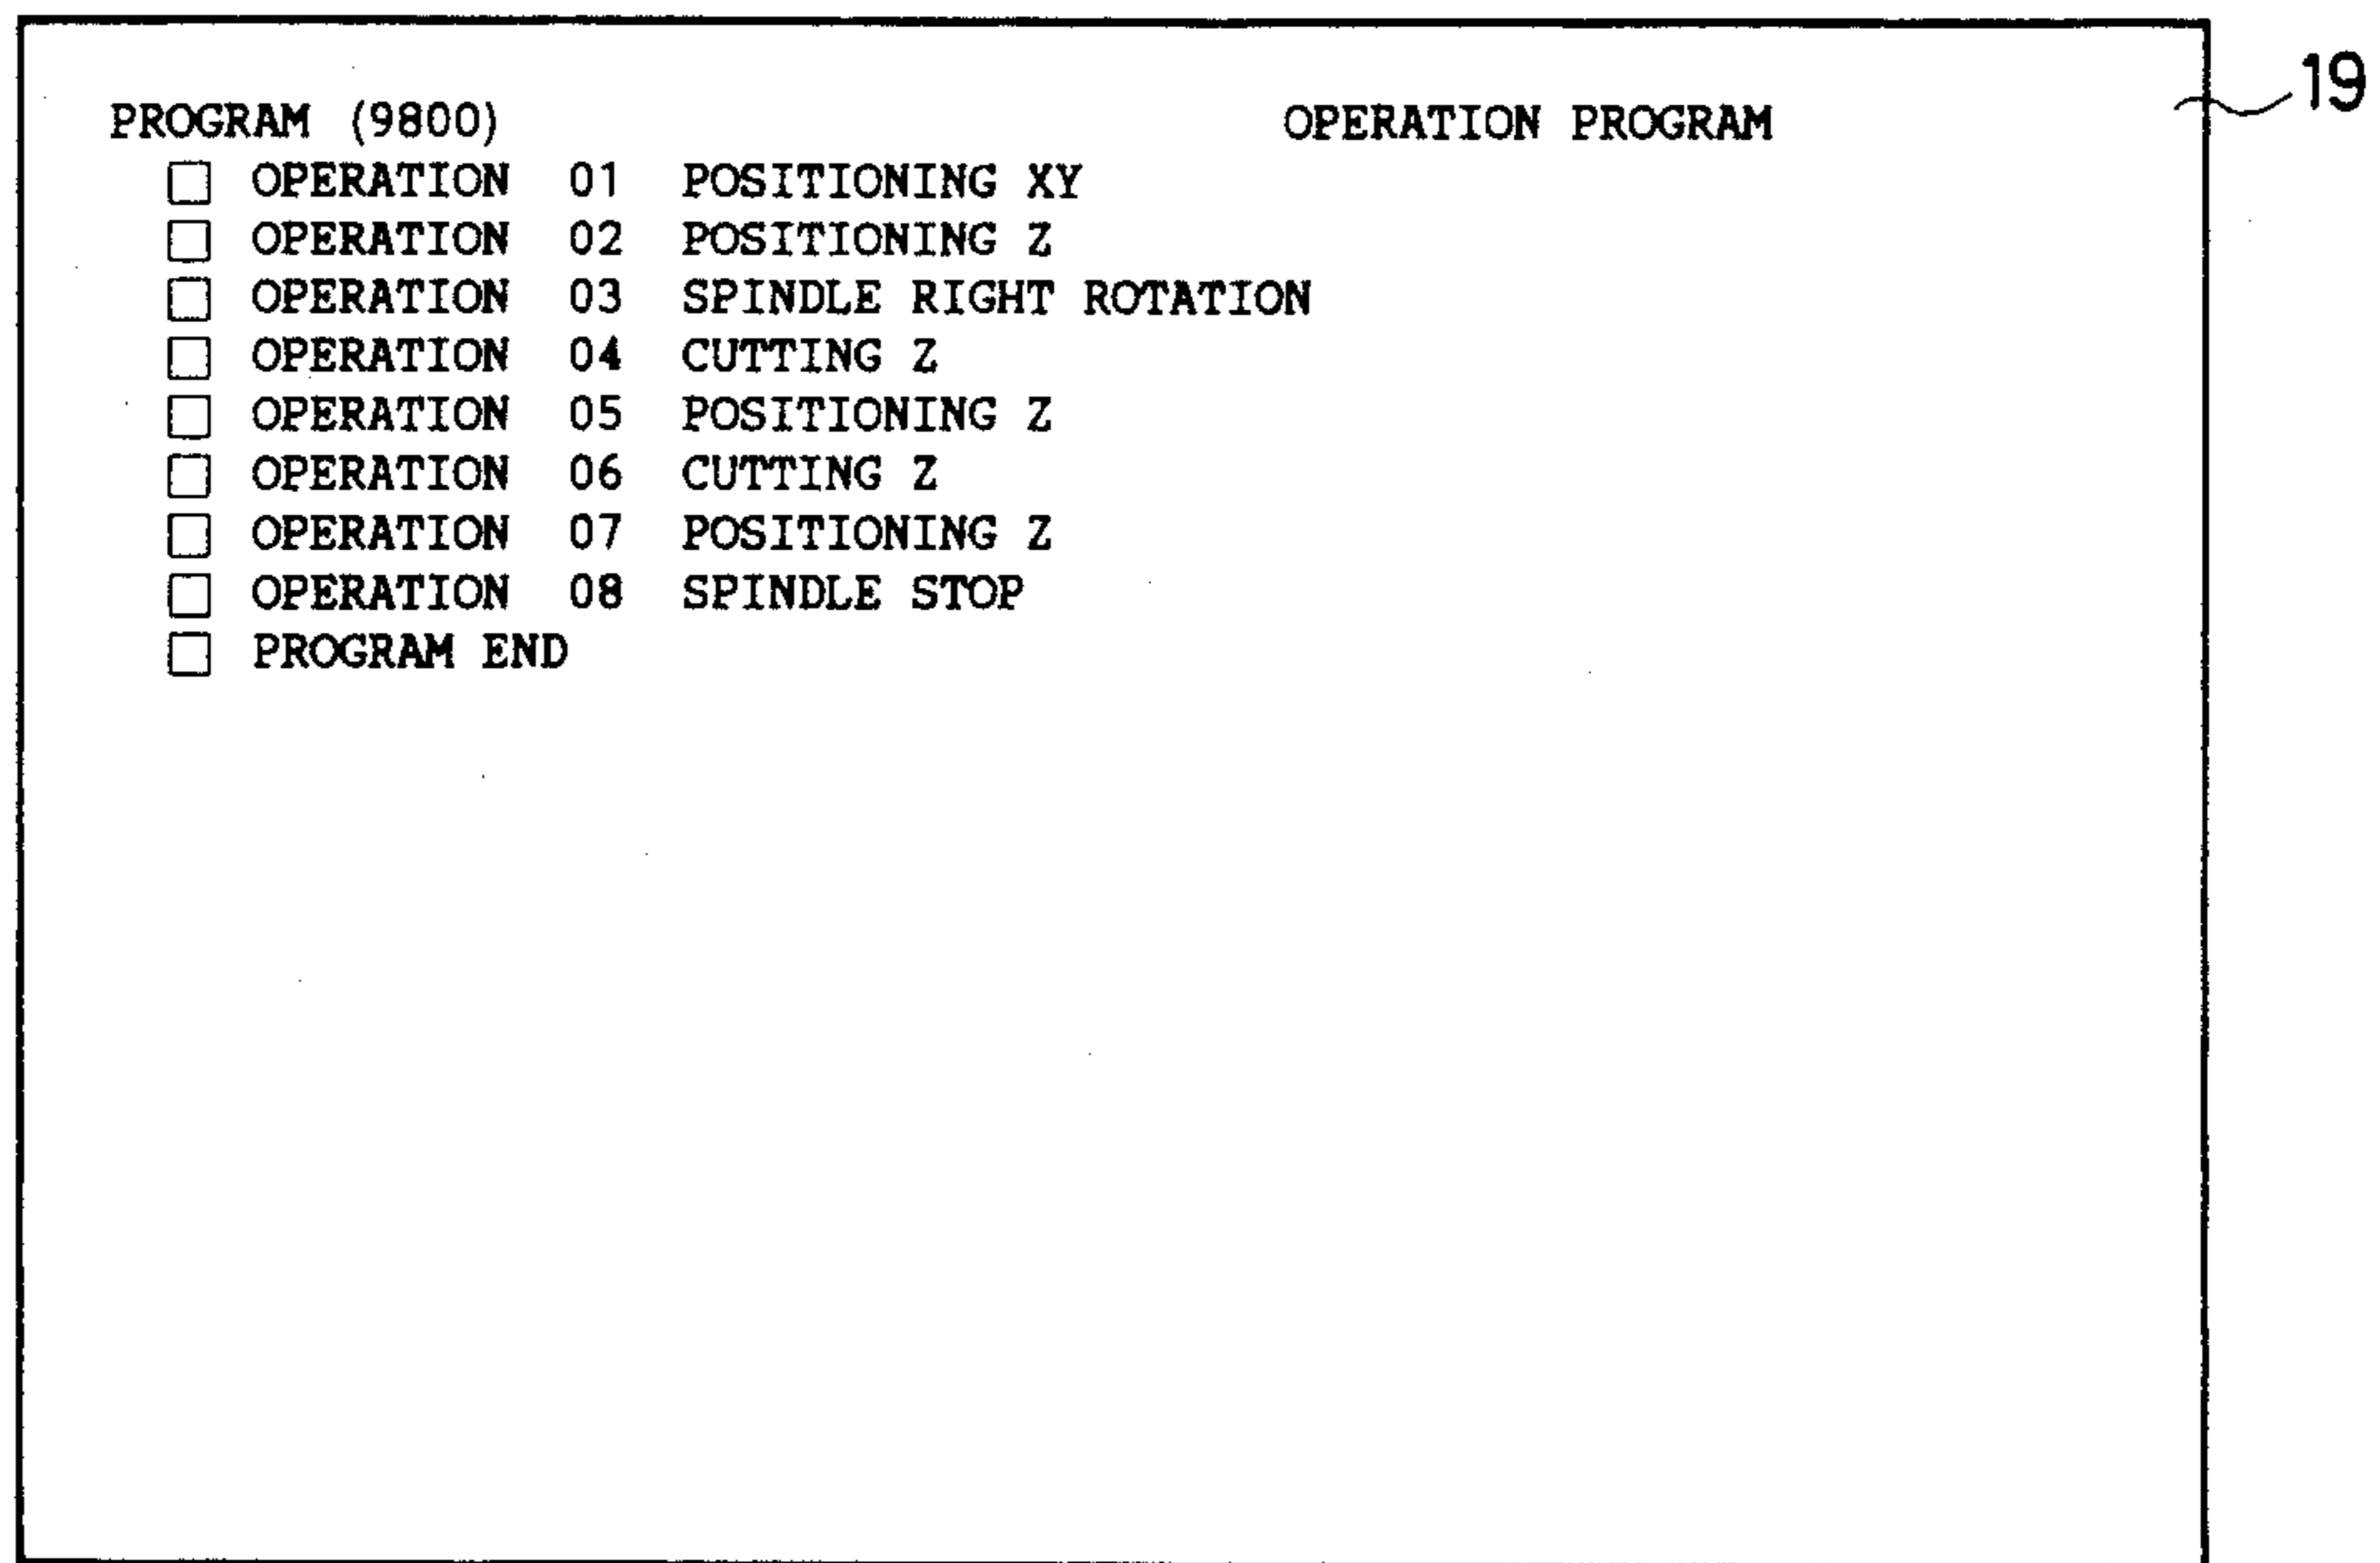 PROGRAM (9800) OPERATION PROGRAM 19
OPERATION 01 POSITIONING XY
OPERATION 02 POSITIONING Z
OPERATION 03 SPINDLE RIGHT ROTATION
OPERATION 04 CUTTING Z
OPERATION 05 POSITIONING Z
OPERATION 06 CUTTING Z
OPERATION 07 POSITIONING Z
OPERATION 08 SPINDLE STOP
PROGRAM END